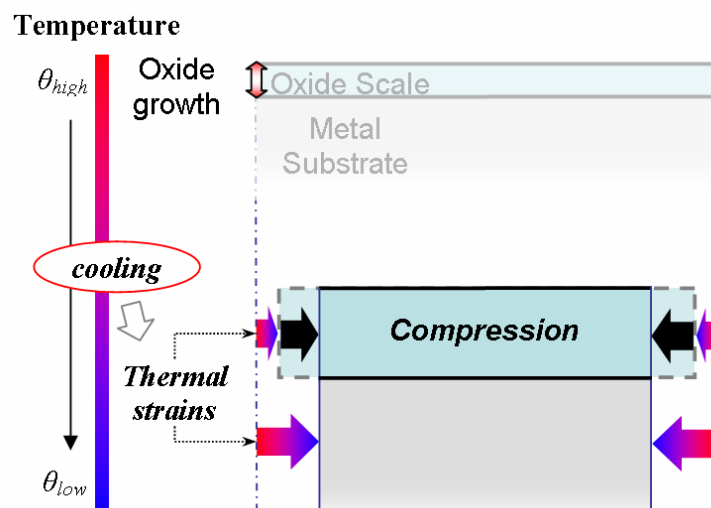 Temperature
θhigh
Oxide
growth
Oxide Scale
Metal
Substrate
cooling
Compression
Thermal
strains
θlow